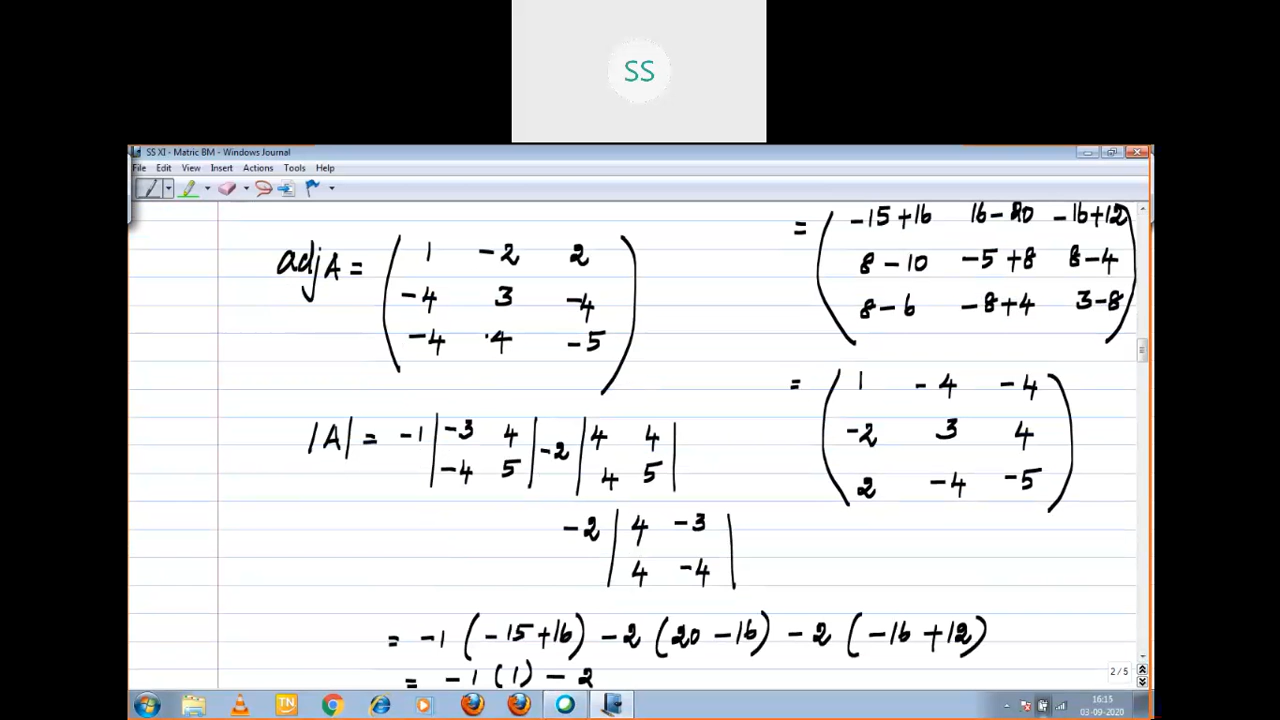 SS
SS XI - Matric BM - Windows Journal
File Edit View Insert Actions Tools Help
= ( -15+16 16-20 -16+12
8-10 -5+8 8-4
8-6 -8+4 3-8 )
adj A = ( 1 -2 2
-4 3 -4
-4 4 -5 )
= ( 1 -4 -4
-2 3 4
2 -4 -5 )
|A| = -1 | -3 4 | -2 | 4 4 |
| -4 5 | | 4 5 |
-2 | 4 -3 |
| 4 -4 |
= -1 (-15+16) -2 (20-16) -2 (-16+12)
= -1 (1) -2
2/5
TN
16:15
03-09-2020